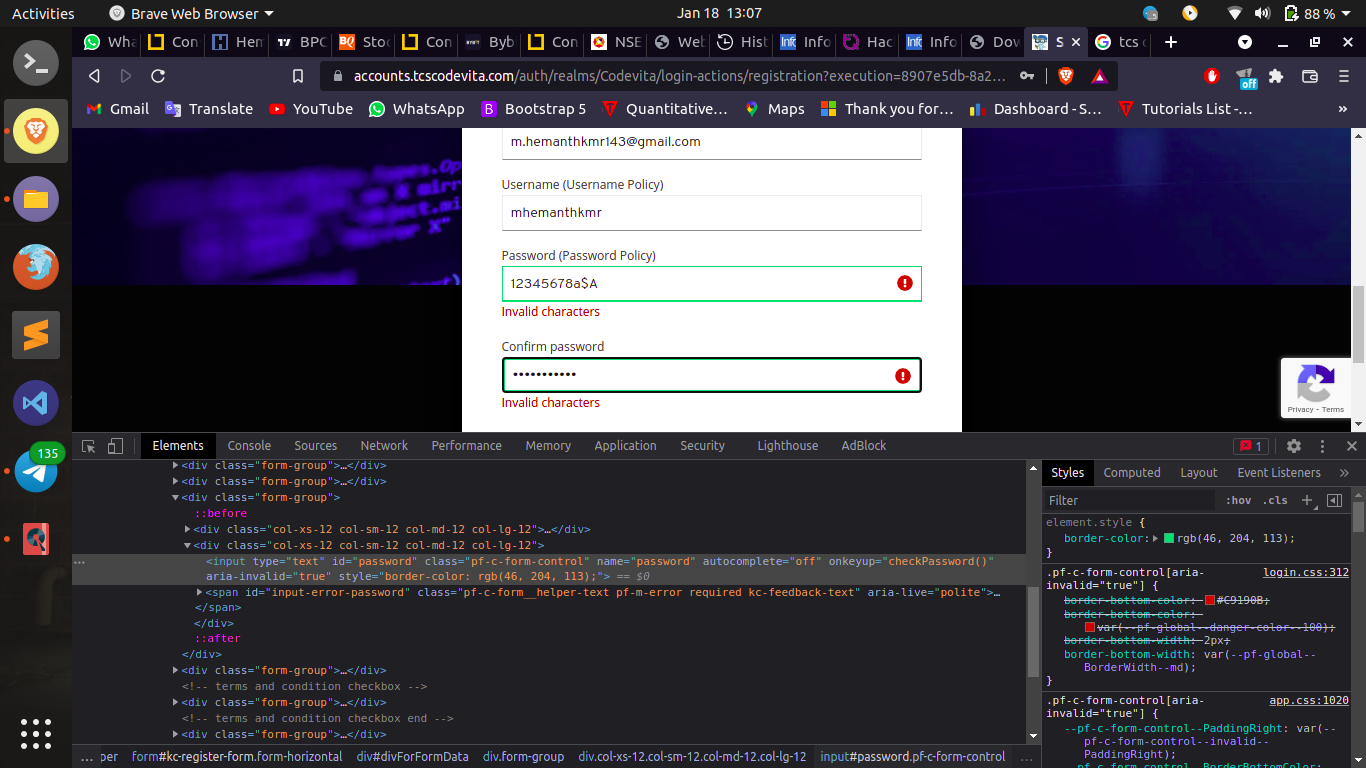 Activities
Brave Web Browser
Jan 18 13:07
88 %
Wha
Con
Hem
BPC
BQ Stoc
Con
Byb
Con
NSE
Web
Hist
Info Info
Hac
Info Info
Dov
S
tcs c
accounts.tcscodevita.com/auth/realms/Codevita/login-actions/registration?execution=8907e5db-8a2...
off
Gmail
Translate
YouTube
WhatsApp
B Bootstrap 5
Quantitative...
Maps
Thank you for...
Dashboard - S...
Tutorials List -...
»
m.hemanthkmr143@gmail.com
Username (Username Policy)
mhemanthkmr
Password (Password Policy)
12345678a$A
Invalid characters
Confirm password
•••••••••••
Invalid characters
Privacy - Terms
135
Elements
Console
Sources
Network
Performance
Memory
Application
Security
Lighthouse
AdBlock
1
<div class="form-group">…</div>
<div class="form-group">…</div>
<div class="form-group">
::before
<div class="col-xs-12 col-sm-12 col-md-12 col-lg-12">…</div>
<div class="col-xs-12 col-sm-12 col-md-12 col-lg-12">
<input type="text" id="password" class="pf-c-form-control" name="password" autocomplete="off" onkeyup="checkPassword()"
aria-invalid="true" style="border-color: rgb(46, 204, 113);"> == $0
<span id="input-error-password" class="pf-c-form__helper-text pf-m-error required kc-feedback-text" aria-live="polite">…
</span>
</div>
::after
</div>
<div class="form-group">…</div>
<!-- terms and condition checkbox -->
<div class="form-group">…</div>
<!-- terms and condition checkbox end -->
<div class="form-group">…</div>
... per form#kc-register-form.form-horizontal div#divForFormData div.form-group div.col-xs-12.col-sm-12.col-md-12.col-lg-12 input#password.pf-c-form-control ...
Styles
Computed
Layout
Event Listeners
»
Filter
:hov .cls +
element.style {
border-color: rgb(46, 204, 113);
}
.pf-c-form-control[aria- login.css:312
invalid="true"] {
border-bottom-color: #C9190B;
border-bottom-color:
var(--pf-global--danger-color--100);
border-bottom-width: 2px;
border-bottom-width: var(--pf-global--
BorderWidth--md);
}
.pf-c-form-control[aria- app.css:1020
invalid="true"] {
--pf-c-form-control--PaddingRight: var(--
pf-c-form-control--invalid--
PaddingRight);
--pf-c-form-control--BorderBottomColor: